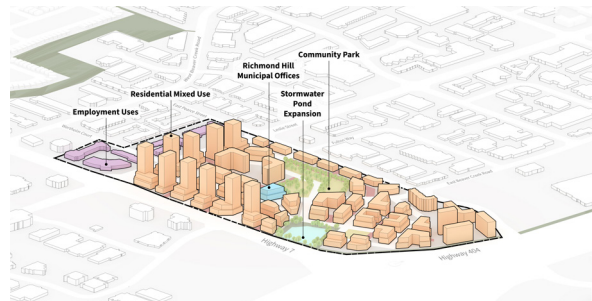 Community Park
Richmond Hill
Municipal Offices
Stormwater
Pond
Expansion
Residential Mixed Use
Employment Uses
Highway 7
Highway 404